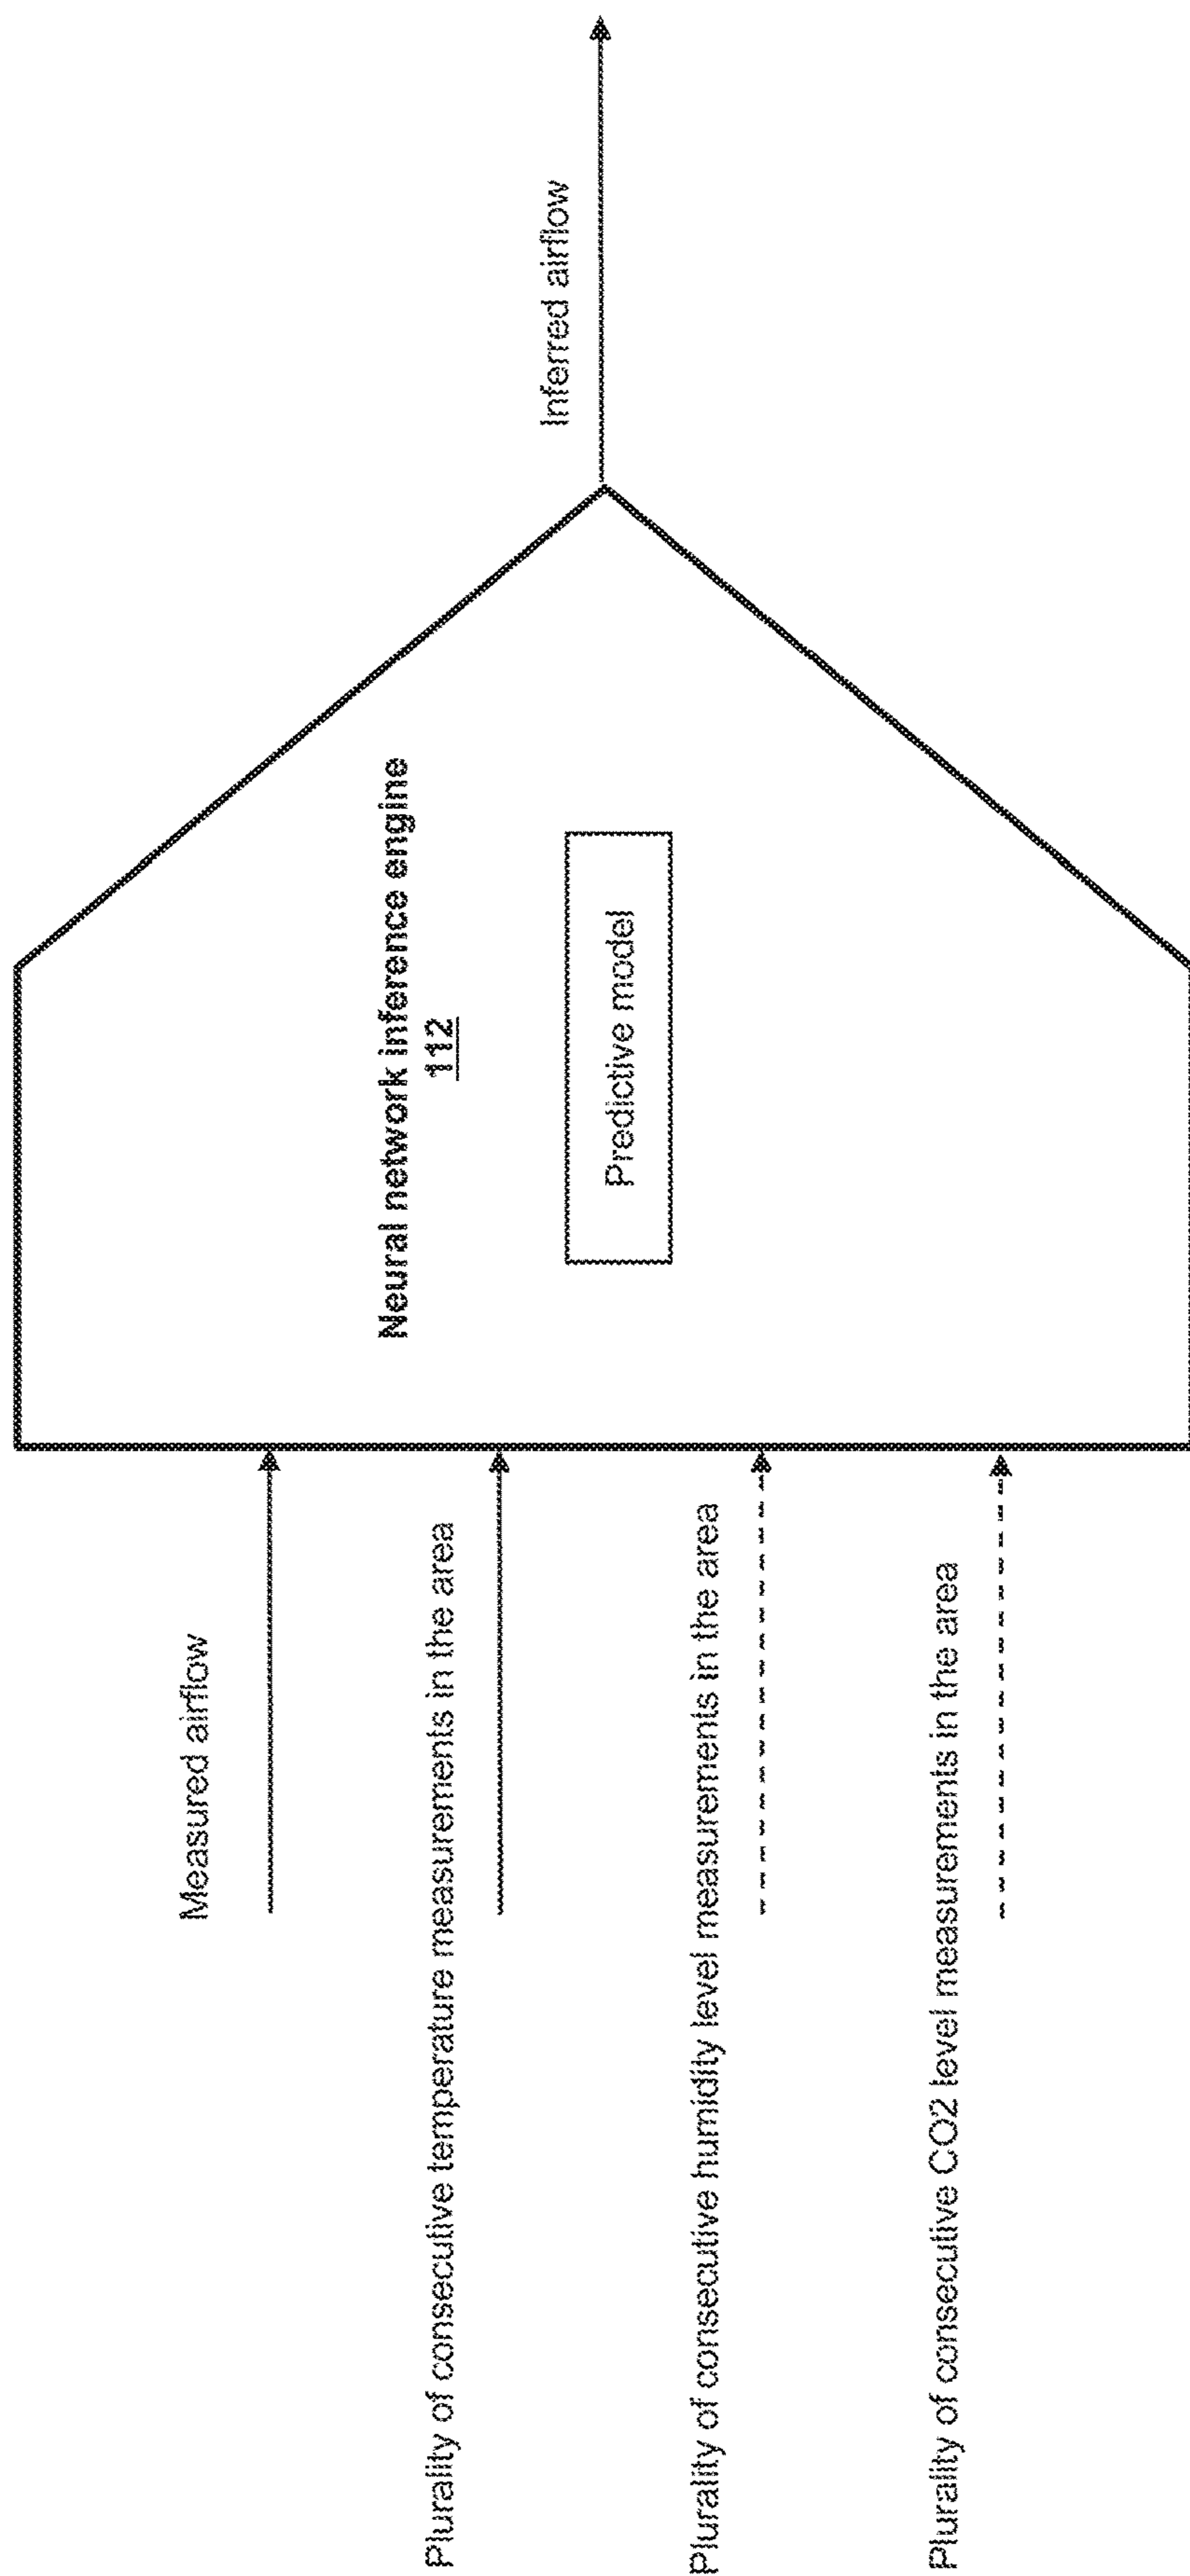 Measured airflow
Plurality of consecutive temperature measurements in the area
Plurality of consecutive humidity level measurements in the area
Plurality of consecutive CO2 level measurements in the area
Neural network inference engine
112
Predictive model
Inferred airflow